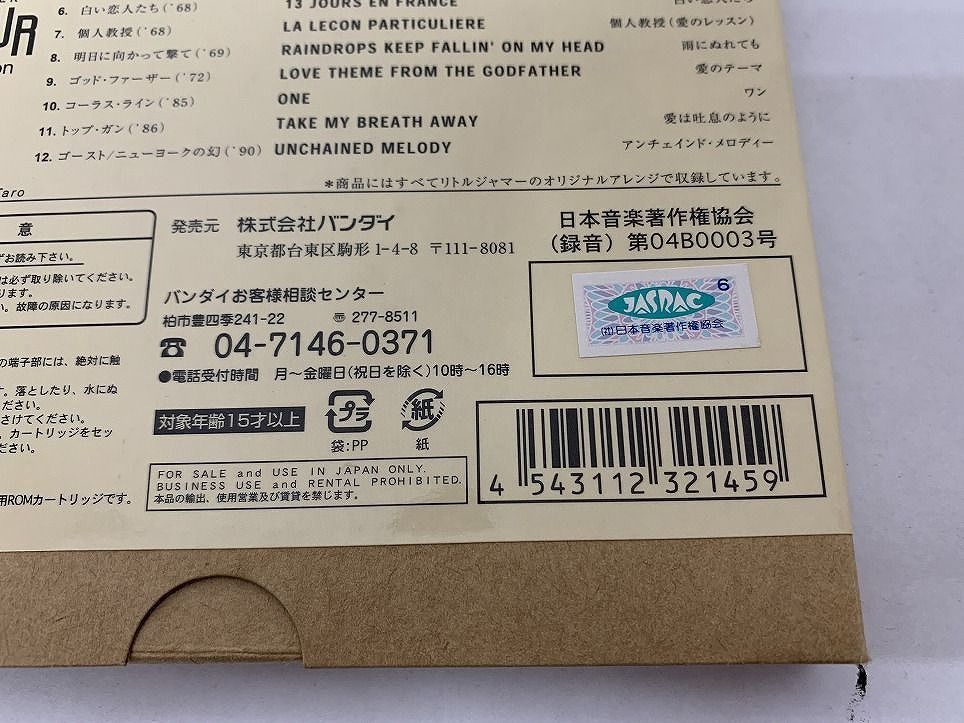 6. 白い恋人たち('68) 13 JOURS EN FRANCE 白い恋人たち
7. 個人教授('68) LA LECON PARTICULIERE 個人教授(愛のレッスン)
8. 明日に向かって撃て('69) RAINDROPS KEEP FALLIN' ON MY HEAD 雨にぬれても
9. ゴッド・ファーザー('72) LOVE THEME FROM THE GODFATHER 愛のテーマ
10. コーラス・ライン('85) ONE ワン
11. トップ・ガン('86) TAKE MY BREATH AWAY 愛は吐息のように
12. ゴースト/ニューヨークの幻('90) UNCHAINED MELODY アンチェインド・メロディー
*商品にはすべてリトルジャマーのオリジナルアレンジで収録しています。
意
お読み下さい。
は必ず取り除いてください。
ります。
い。故障の原因になります。
の端子部には、絶対に触
す。落としたり、水にぬ
ださい。
さけてください。
。カートリッジをセッ
ださい。
用ROMカートリッジです。
発売元 株式会社バンダイ
東京都台東区駒形1-4-8 〒111-8081
バンダイお客様相談センター
柏市豊四季241-22 〠 277-8511
☎ 04-7146-0371
●電話受付時間 月〜金曜日(祝日を除く)10時〜16時
対象年齢15才以上
プラ
袋:PP
紙
紙
FOR SALE and USE IN JAPAN ONLY.
BUSINESS USE and RENTAL PROHIBITED.
本品の輸出、使用営業及び賃貸を禁じます。
日本音楽著作権協会
(録音)第04B0003号
6
JASRAC
(社)日本音楽著作権協会
4 543112 321459